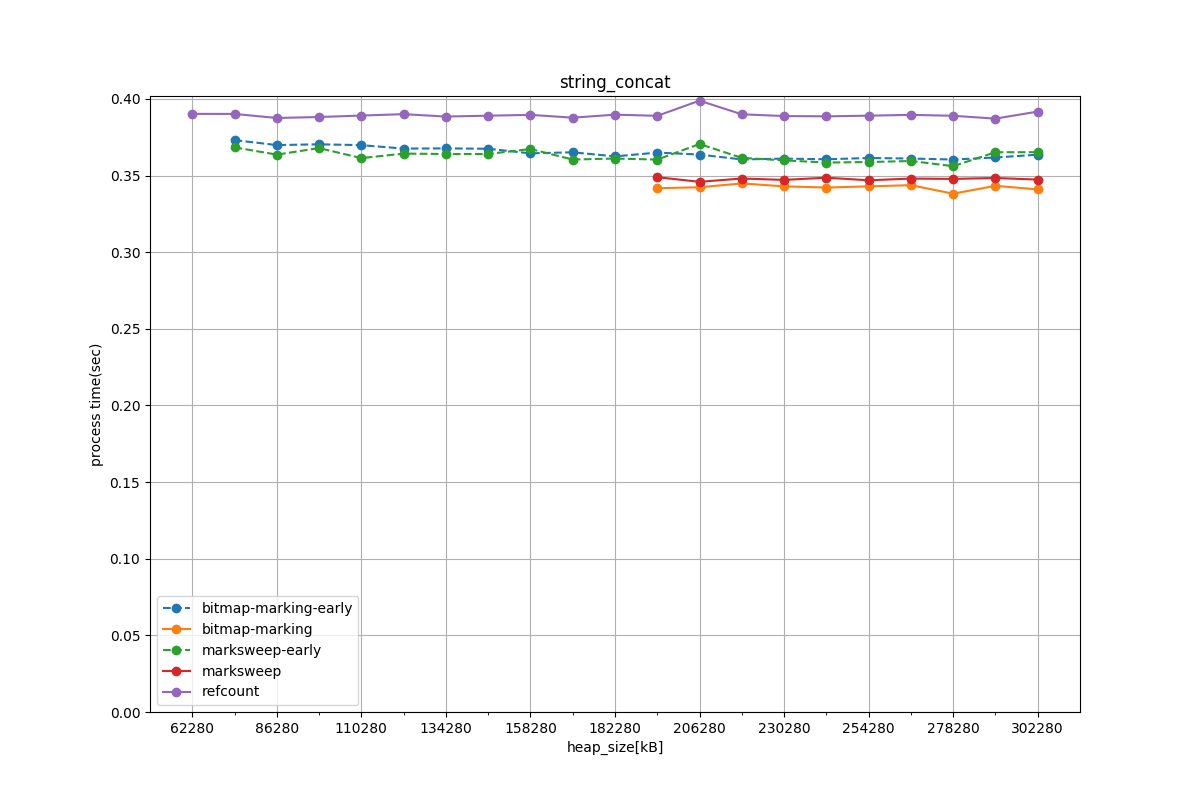 string_concat
process time(sec)
0.40
0.35
0.30
0.25
0.20
0.15
0.10
0.05
0.00
bitmap-marking-early
bitmap-marking
marksweep-early
marksweep
refcount
62280 86280 110280 134280 158280 182280 206280 230280 254280 278280 302280
heap_size[kB]